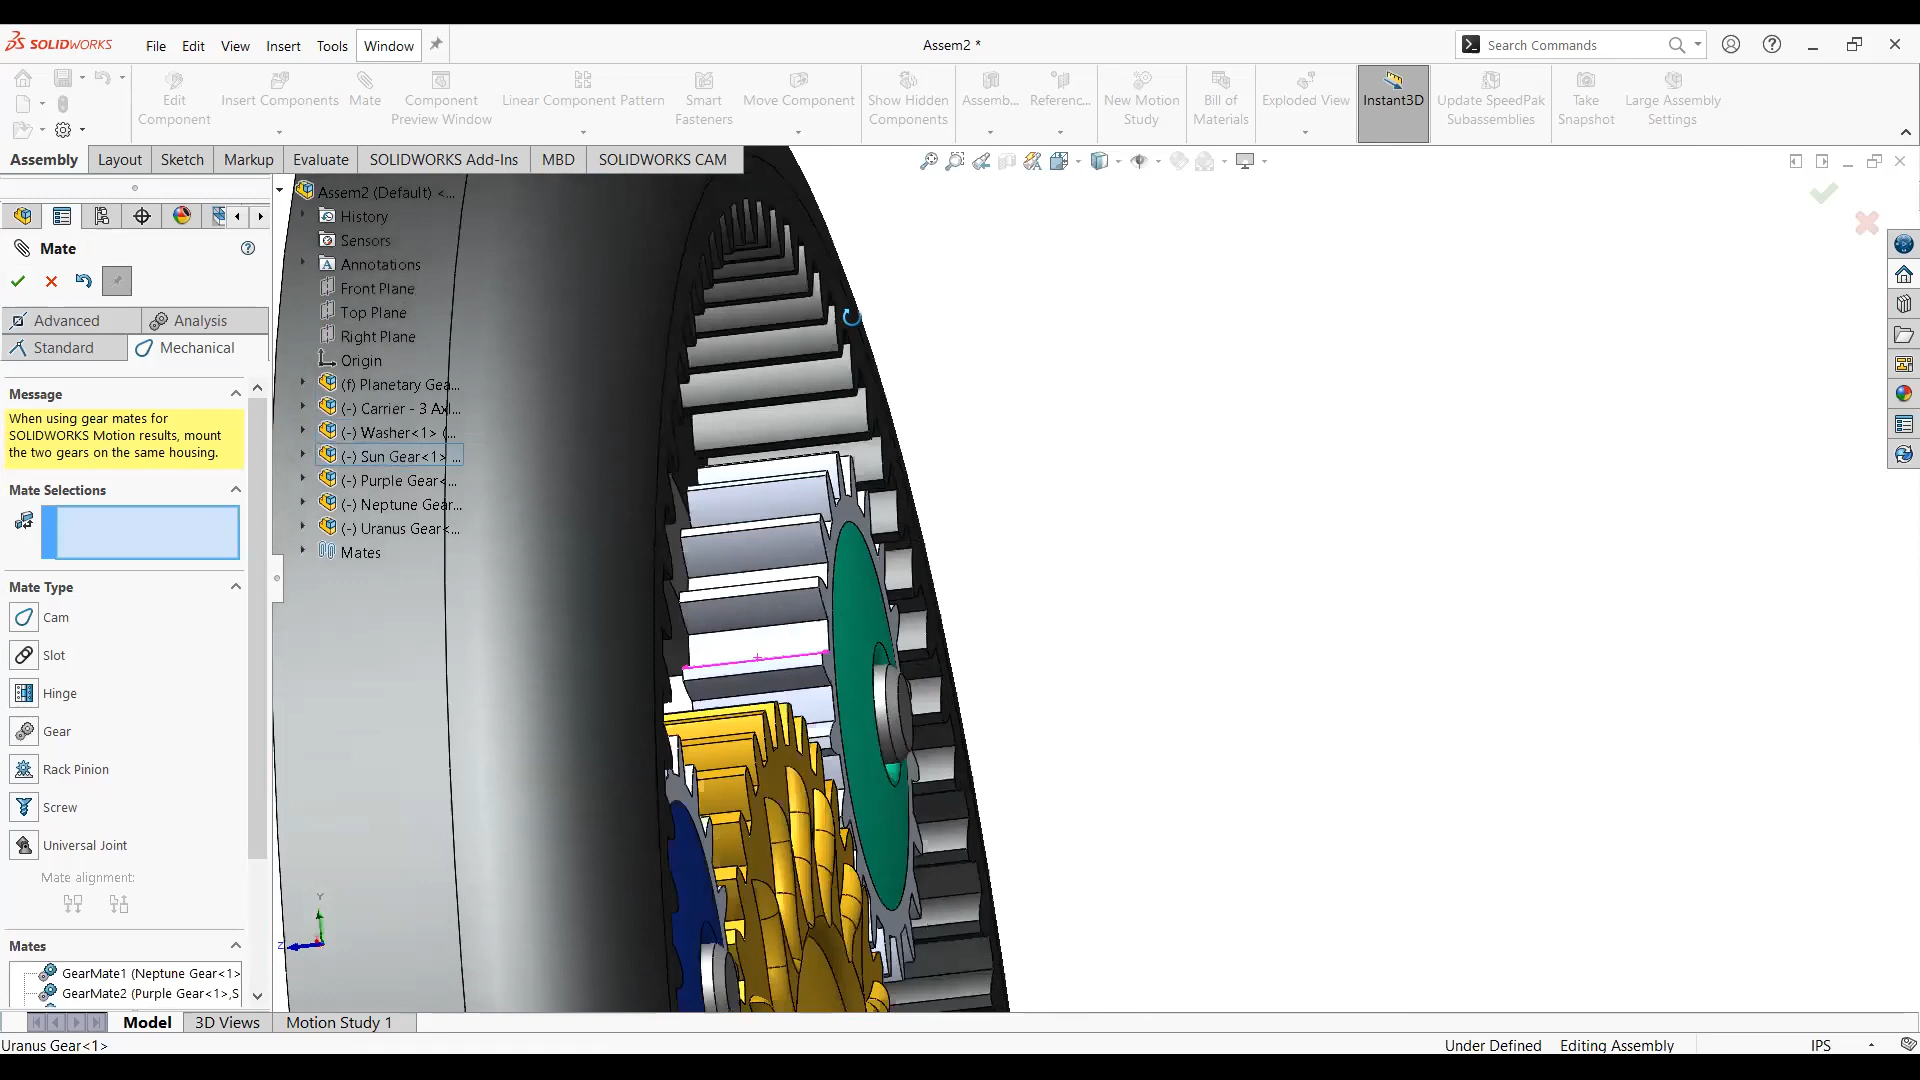 SOLIDWORKS
File Edit View Insert Tools Window
Assem2 *
Search Commands
Edit Component
Insert Components
Mate
Component Preview Window
Linear Component Pattern
Smart Fasteners
Move Component
Show Hidden Components
Assemb...
Referenc...
New Motion Study
Bill of Materials
Exploded View
Instant3D
Update SpeedPak Subassemblies
Take Snapshot
Large Assembly Settings
Assembly Layout Sketch Markup Evaluate SOLIDWORKS Add-Ins MBD SOLIDWORKS CAM
Mate
Advanced Analysis
Standard Mechanical
Message
When using gear mates for
SOLIDWORKS Motion results, mount
the two gears on the same housing.
Mate Selections
Mate Type
Cam
Slot
Hinge
Gear
Rack Pinion
Screw
Universal Joint
Mate alignment:
Mates
GearMate1 (Neptune Gear<1>
GearMate2 (Purple Gear<1>,S
Assem2 (Default) <...
History
Sensors
Annotations
Front Plane
Top Plane
Right Plane
Origin
(f) Planetary Gea...
(-) Carrier - 3 Axl...
(-) Washer<1> (...
(-) Sun Gear<1> ...
(-) Purple Gear<...
(-) Neptune Gear...
(-) Uranus Gear<...
Mates
Y
Z
Model 3D Views Motion Study 1
Uranus Gear<1>
Under Defined Editing Assembly IPS